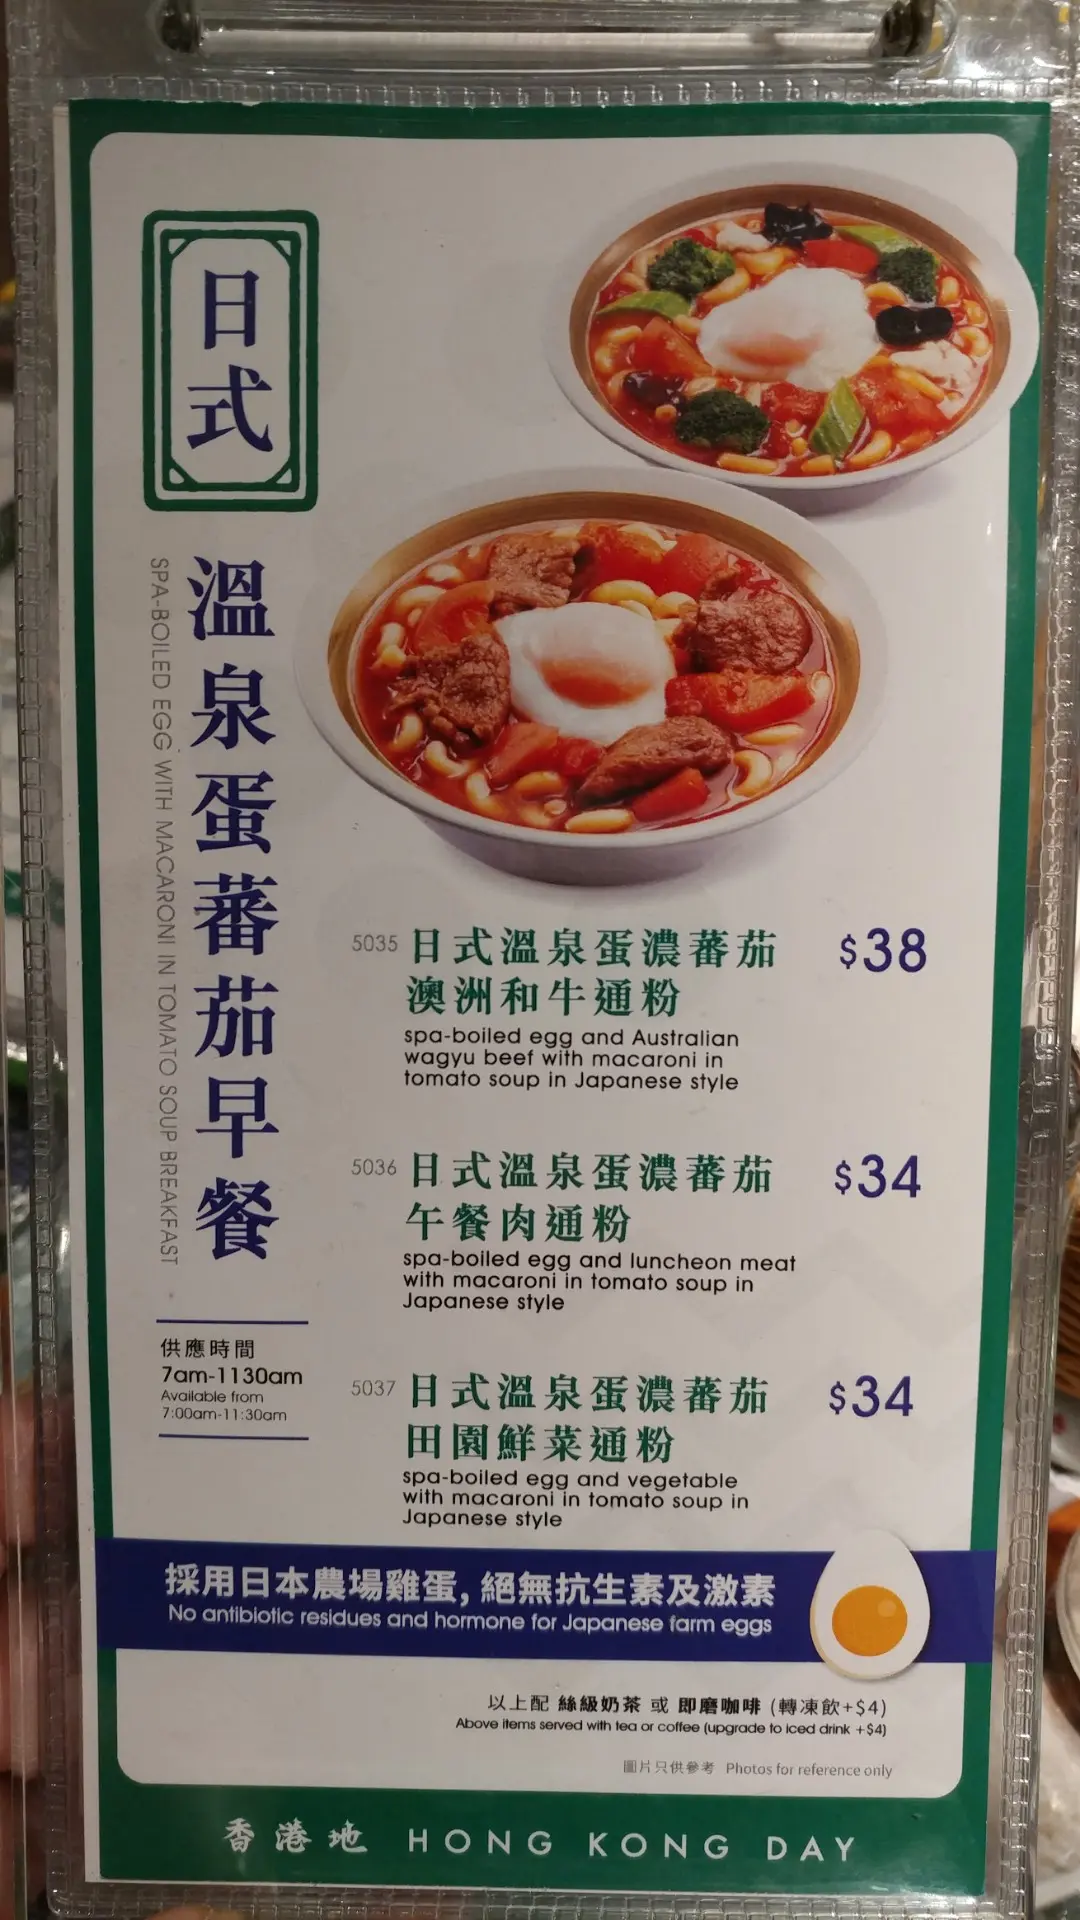 日式
溫泉蛋蕃茄早餐
SPA-BOILED EGG WITH MACARONI IN TOMATO SOUP BREAKFAST
5035 日式溫泉蛋濃蕃茄 $38
澳洲和牛通粉
spa-boiled egg and Australian
wagyu beef with macaroni in
tomato soup in Japanese style
5036 日式溫泉蛋濃蕃茄 $34
午餐肉通粉
spa-boiled egg and luncheon meat
with macaroni in tomato soup in
Japanese style
5037 日式溫泉蛋濃蕃茄 $34
田園鮮菜通粉
spa-boiled egg and vegetable
with macaroni in tomato soup in
Japanese style
供應時間
7am-1130am
Available from
7:00am-11:30am
採用日本農場雞蛋, 絕無抗生素及激素
No antibiotic residues and hormone for Japanese farm eggs
以上配 絲級奶茶 或 即磨咖啡 (轉凍飲+$4)
Above items served with tea or coffee (upgrade to iced drink +$4)
圖片只供參考 Photos for reference only
香港地 HONG KONG DAY